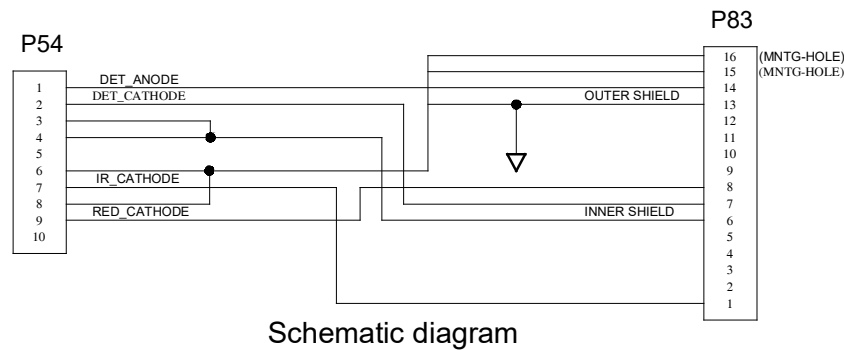 P83
P54
16 (MNTG-HOLE)
15 (MNTG-HOLE)
1 DET_ANODE 14
2 DET_CATHODE OUTER SHIELD 13
3 12
4 11
5 10
6 9
7 IR_CATHODE 8
8 7
9 RED_CATHODE INNER SHIELD 6
10 5
4
3
2
1
Schematic diagram